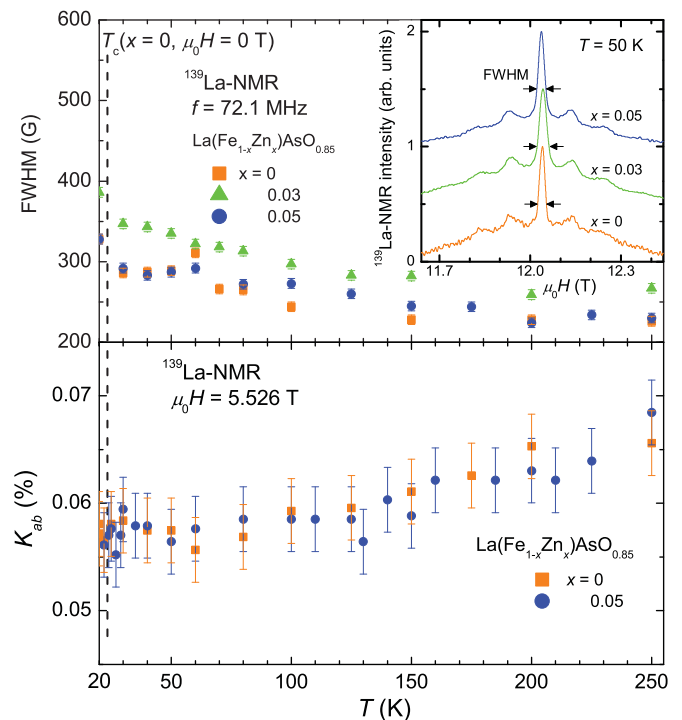 T_c(x = 0, μ₀H = 0 T)
¹³⁹La-NMR
f = 72.1 MHz
La(Fe₁₋ₓZnₓ)AsO₀.₈₅
x = 0
0.03
0.05
600
500
400
300
200
FWHM (G)
T = 50 K
FWHM
x = 0.05
x = 0.03
x = 0
2
1
0
¹³⁹La-NMR intensity (arb. units)
11.7 12.0 12.3
μ₀H (T)
¹³⁹La-NMR
μ₀H = 5.526 T
0.07
0.06
0.05
K_ab (%)
La(Fe₁₋ₓZnₓ)AsO₀.₈₅
x = 0
0.05
20 50 100 150 200 250
T (K)